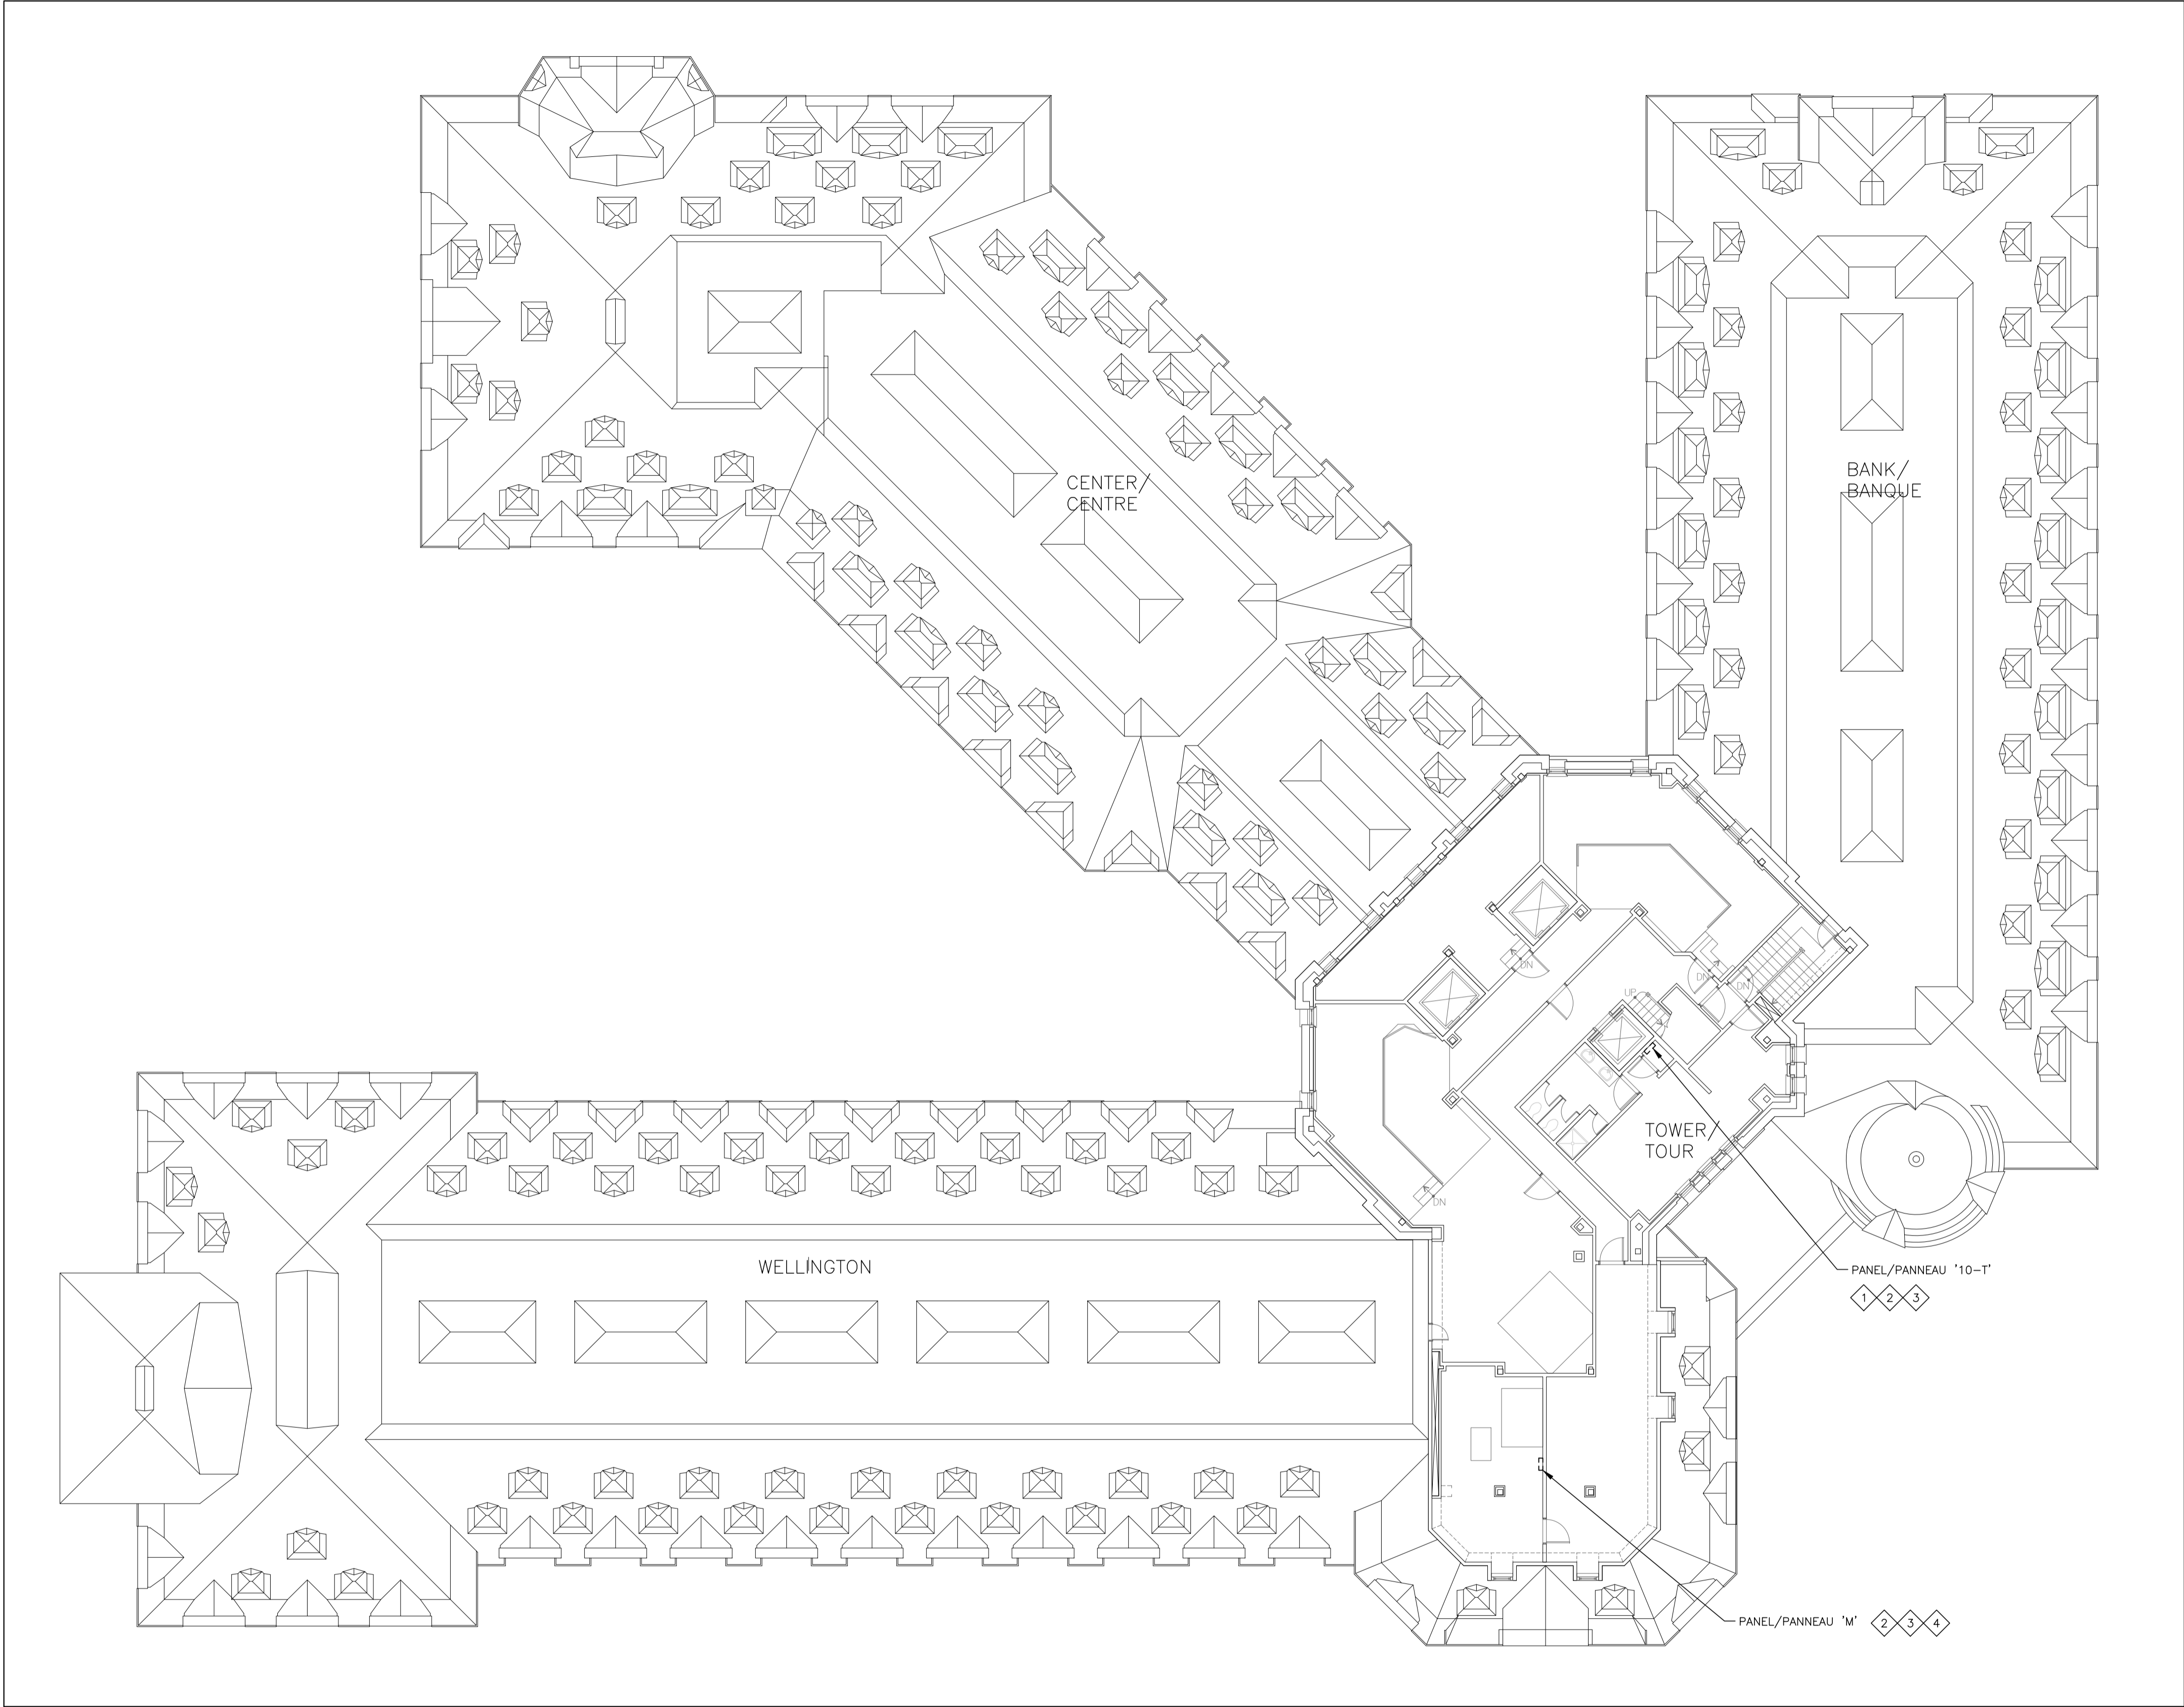 CENTER/
CENTRE
BANK/
BANQUE
DN
DN
DN
UP
TOWER/
TOUR
DN
WELLINGTON
PANEL/PANNEAU '10-T'
1 2 3
PANEL/PANNEAU 'M' 2 3 4